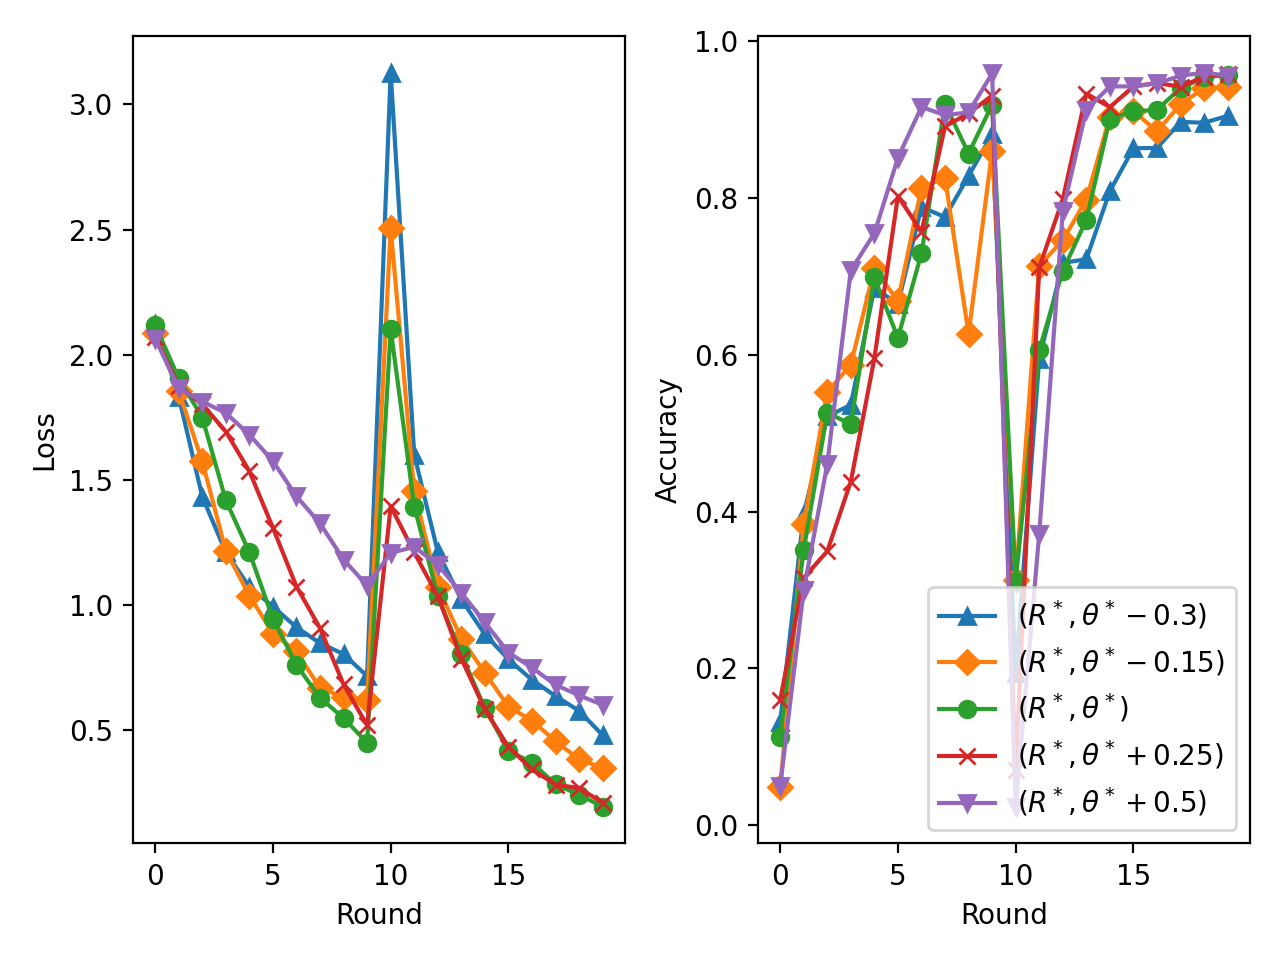 3.0
2.5
2.0
1.5
1.0
0.5
Loss
0
5
10
15
Round
1.0
0.8
0.6
0.4
0.2
0.0
Accuracy
0
5
10
15
Round
(R*, θ* − 0.3)
(R*, θ* − 0.15)
(R*, θ*)
(R*, θ* + 0.25)
(R*, θ* + 0.5)